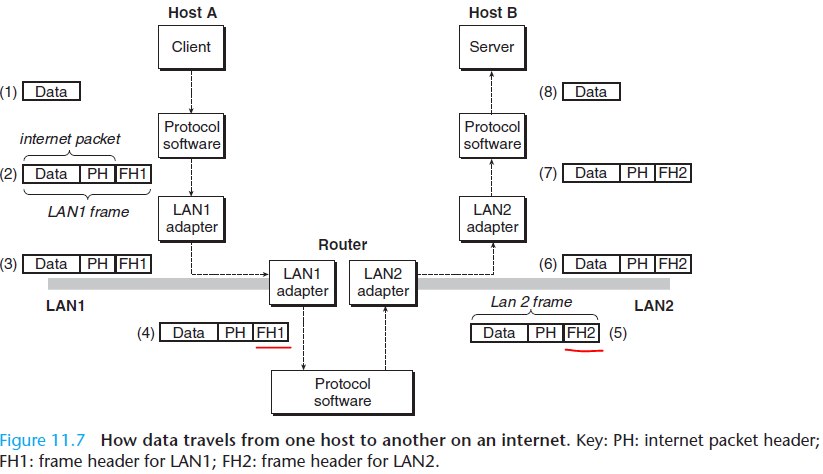 Host A
Host B
Client
Server
(1) Data
(8) Data
Protocol
software
Protocol
software
internet packet
(2) Data PH FH1
(7) Data PH FH2
LAN1 frame
LAN1
adapter
LAN2
adapter
Router
(3) Data PH FH1
(6) Data PH FH2
LAN1
adapter
LAN2
adapter
LAN1
Lan 2 frame
LAN2
(4) Data PH FH1
Data PH FH2 (5)
Protocol
software
Figure 11.7 How data travels from one host to another on an internet. Key: PH: internet packet header;
FH1: frame header for LAN1; FH2: frame header for LAN2.